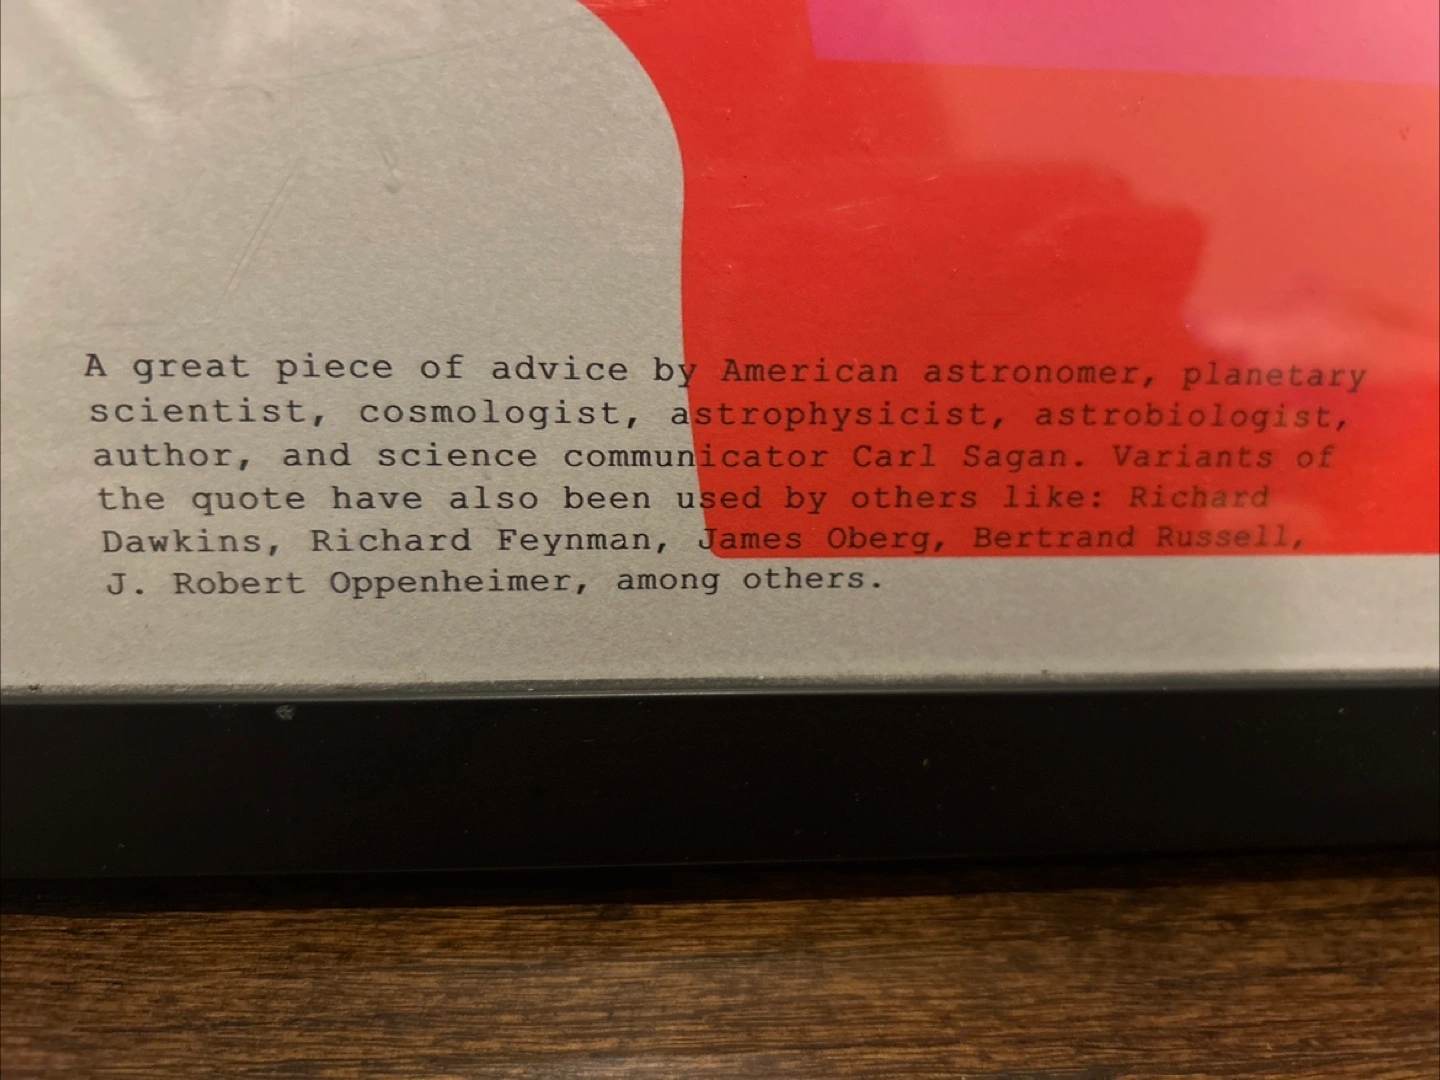 A great piece of advice by American astronomer, planetary
scientist, cosmologist, astrophysicist, astrobiologist,
author, and science communicator Carl Sagan. Variants of
the quote have also been used by others like: Richard
Dawkins, Richard Feynman, James Oberg, Bertrand Russell,
J. Robert Oppenheimer, among others.